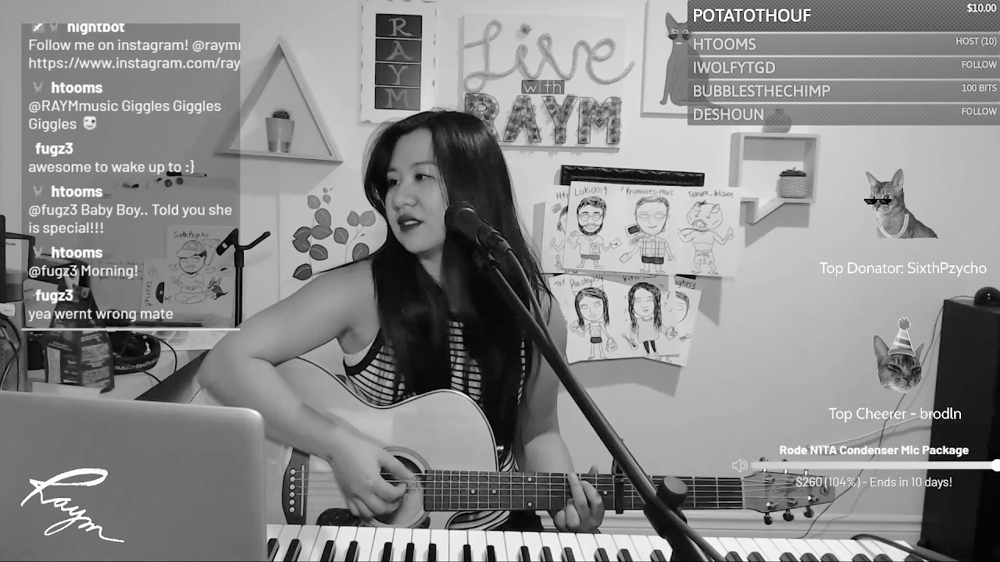 nightbot
Follow me on instagram! @raymm
https://www.instagram.com/ray
htooms
@RAYMmusic Giggles Giggles
Giggles
fugz3
awesome to wake up to :}
htooms
@fugz3 Baby Boy.. Told you she
is special!!!
htooms
@fugz3 Morning!
fugz3
yea wernt wrong mate
SixthPzycho
RAYM
Live
with
RAYM
Loki0019
Primonesimus
Paisley
POTATOTHOUF $10.00
HTOOMS HOST (10)
IWOLFYTGD FOLLOW
BUBBLESTHECHIMP 100 BITS
DESHOUN FOLLOW
Top Donator: SixthPzycho
Top Cheerer - brodln
Rode N1TA Condenser Mic Package
$260 (104%) - Ends in 10 days!
Raym